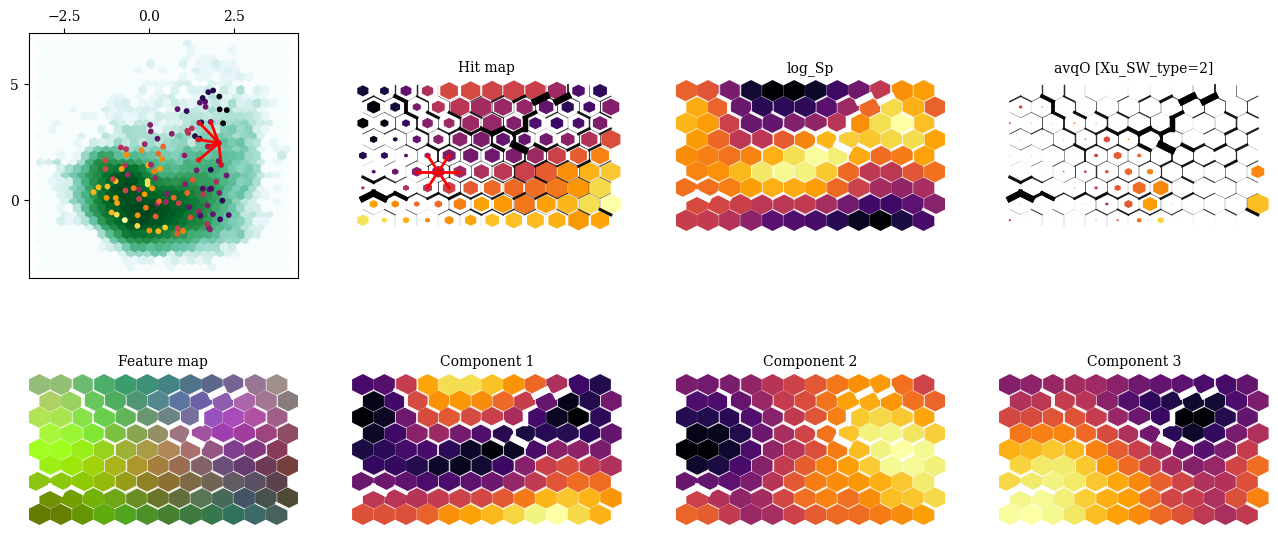 −2.5 0.0 2.5
5
0
Hit map
log_Sp
avqO [Xu_SW_type=2]
Feature map
Component 1
Component 2
Component 3